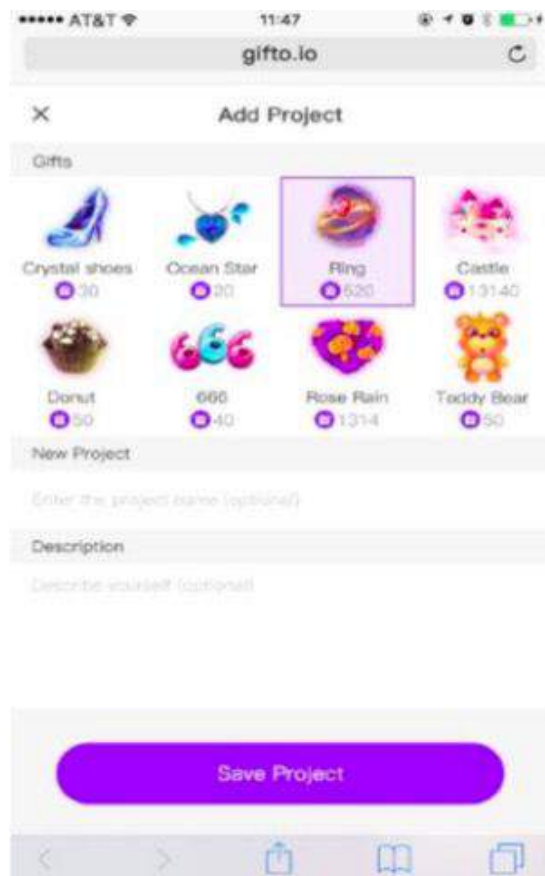 AT&T 11:47
gifto.io
Add Project
Gifts
Crystal shoes Ocean Star Ring Castle
30 20 520 13140
Donut 666 Rose Rain Teddy Bear
50 40 1314 50
New Project
Enter the project name (optional)
Description
Describe yourself (optional)
Save Project